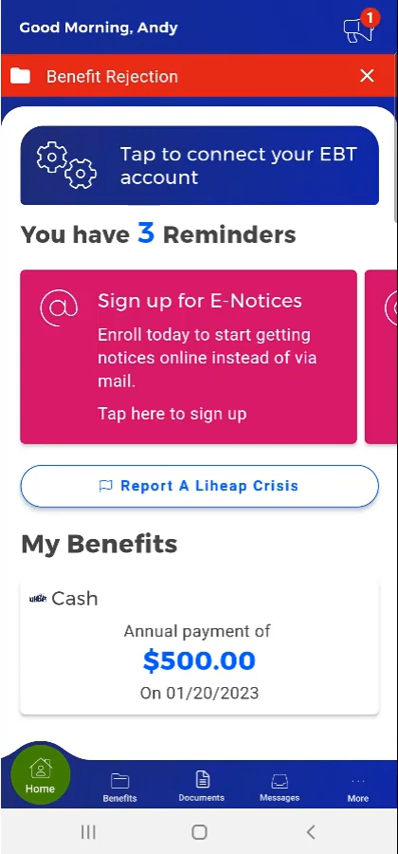 Good Morning, Andy
1
Benefit Rejection
Tap to connect your EBT
account
You have 3 Reminders
Sign up for E-Notices
Enroll today to start getting
notices online instead of via
mail.
Tap here to sign up
Report A Liheap Crisis
My Benefits
Cash
Annual payment of
$500.00
On 01/20/2023
Home
Benefits
Documents
Messages
More